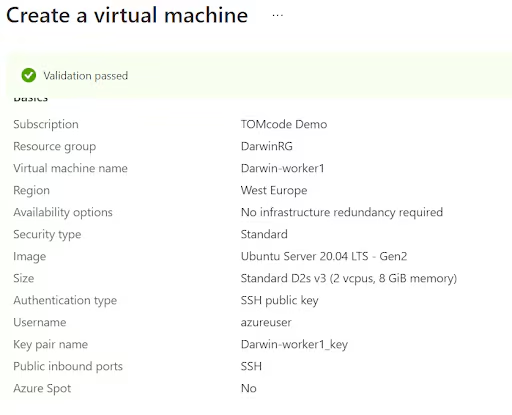 Create a virtual machine ...
Validation passed
Basics
Subscription TOMcode Demo
Resource group DarwinRG
Virtual machine name Darwin-worker1
Region West Europe
Availability options No infrastructure redundancy required
Security type Standard
Image Ubuntu Server 20.04 LTS - Gen2
Size Standard D2s v3 (2 vcpus, 8 GiB memory)
Authentication type SSH public key
Username azureuser
Key pair name Darwin-worker1_key
Public inbound ports SSH
Azure Spot No